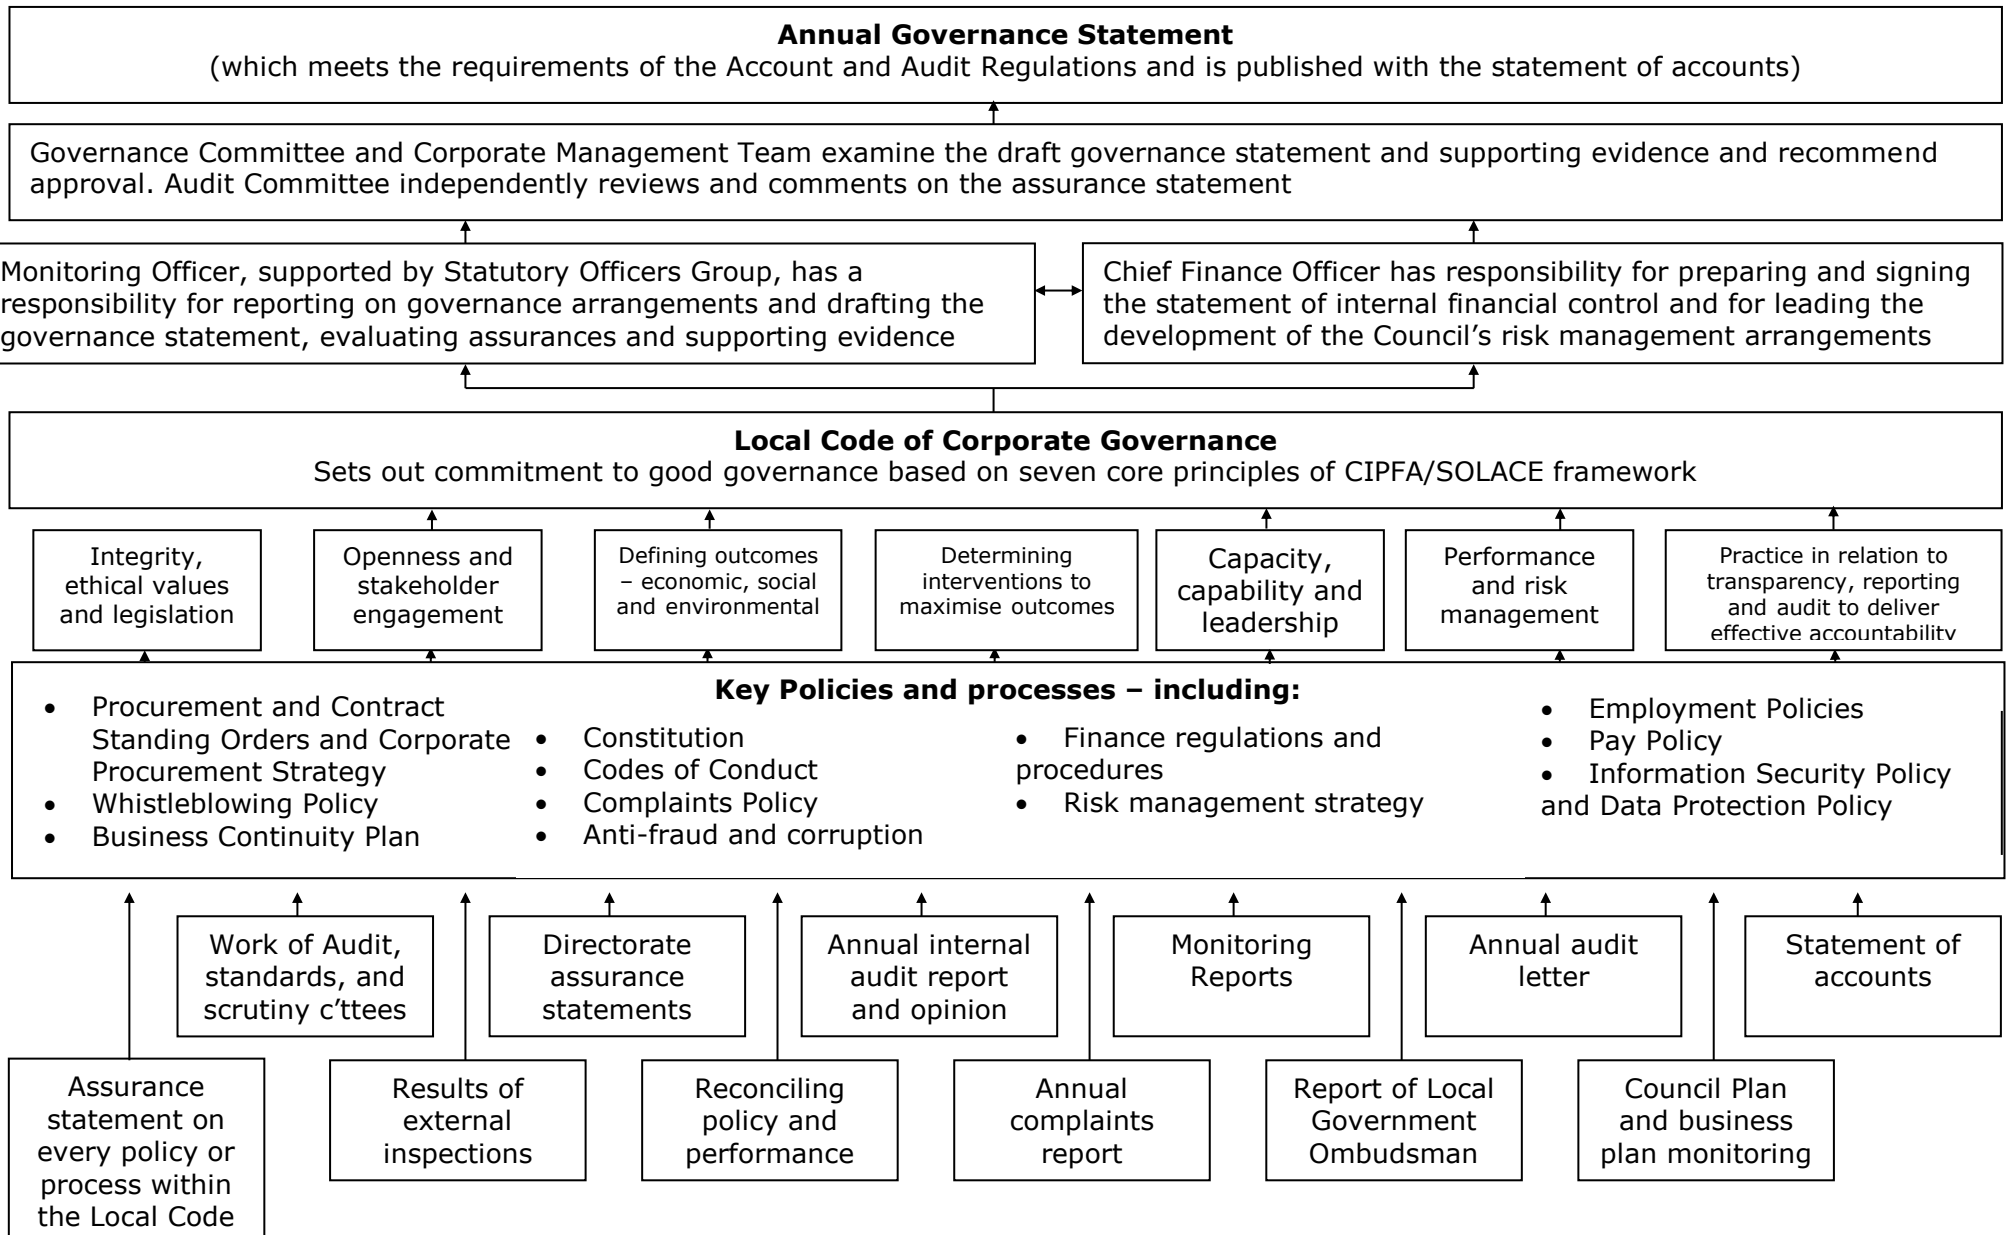 Annual Governance Statement
(which meets the requirements of the Account and Audit Regulations and is published with the statement of accounts)
Governance Committee and Corporate Management Team examine the draft governance statement and supporting evidence and recommend
approval. Audit Committee independently reviews and comments on the assurance statement
Monitoring Officer, supported by Statutory Officers Group, has a
responsibility for reporting on governance arrangements and drafting the
governance statement, evaluating assurances and supporting evidence
Chief Finance Officer has responsibility for preparing and signing
the statement of internal financial control and for leading the
development of the Council’s risk management arrangements
Local Code of Corporate Governance
Sets out commitment to good governance based on seven core principles of CIPFA/SOLACE framework
Integrity,
ethical values
and legislation
Openness and
stakeholder
engagement
Defining outcomes
– economic, social
and environmental
Determining
interventions to
maximise outcomes
Capacity,
capability and
leadership
Performance
and risk
management
Practice in relation to
transparency, reporting
and audit to deliver
effective accountability
Key Policies and processes – including:
• Procurement and Contract
Standing Orders and Corporate
Procurement Strategy
• Whistleblowing Policy
• Business Continuity Plan
• Constitution
• Codes of Conduct
• Complaints Policy
• Anti-fraud and corruption
• Finance regulations and
procedures
• Risk management strategy
• Employment Policies
• Pay Policy
• Information Security Policy
and Data Protection Policy
Work of Audit,
standards, and
scrutiny c’ttees
Directorate
assurance
statements
Annual internal
audit report
and opinion
Monitoring
Reports
Annual audit
letter
Statement of
accounts
Assurance
statement on
every policy or
process within
the Local Code
Results of
external
inspections
Reconciling
policy and
performance
Annual
complaints
report
Report of Local
Government
Ombudsman
Council Plan
and business
plan monitoring